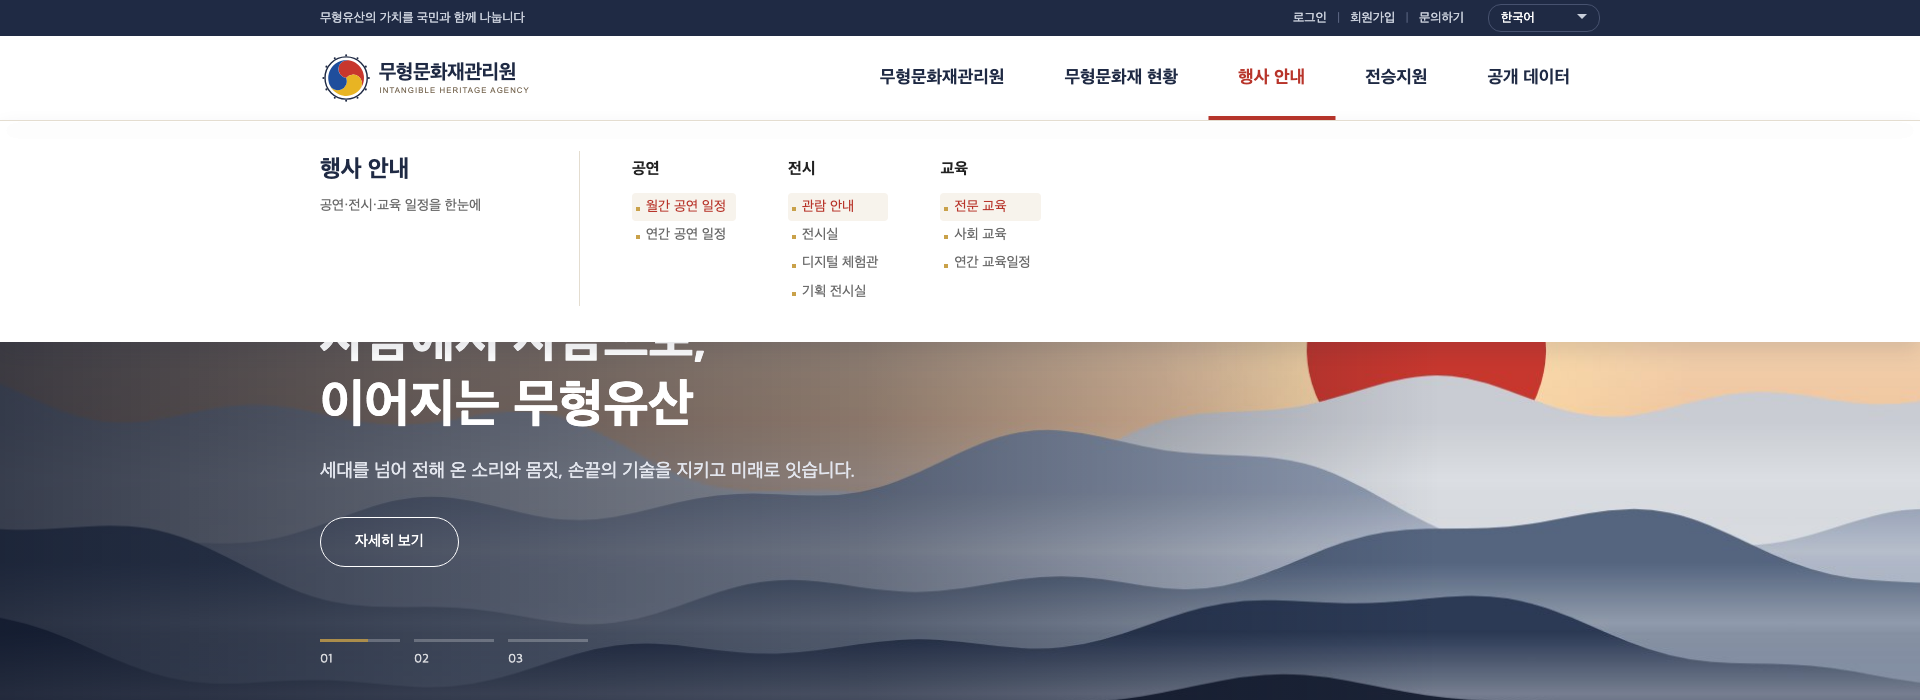 무형유산의 가치를 국민과 함께 나눕니다
로그인 | 회원가입 | 문의하기
한국어
무형문화재관리원
INTANGIBLE HERITAGE AGENCY
무형문화재관리원
무형문화재 현황
행사 안내
전승지원
공개 데이터
행사 안내
공연·전시·교육 일정을 한눈에
공연
월간 공연 일정
연간 공연 일정
전시
관람 안내
전시실
디지털 체험관
기획 전시실
교육
전문 교육
사회 교육
연간 교육일정
이어지는 무형유산
세대를 넘어 전해 온 소리와 몸짓, 손끝의 기술을 지키고 미래로 잇습니다.
자세히 보기
01
02
03